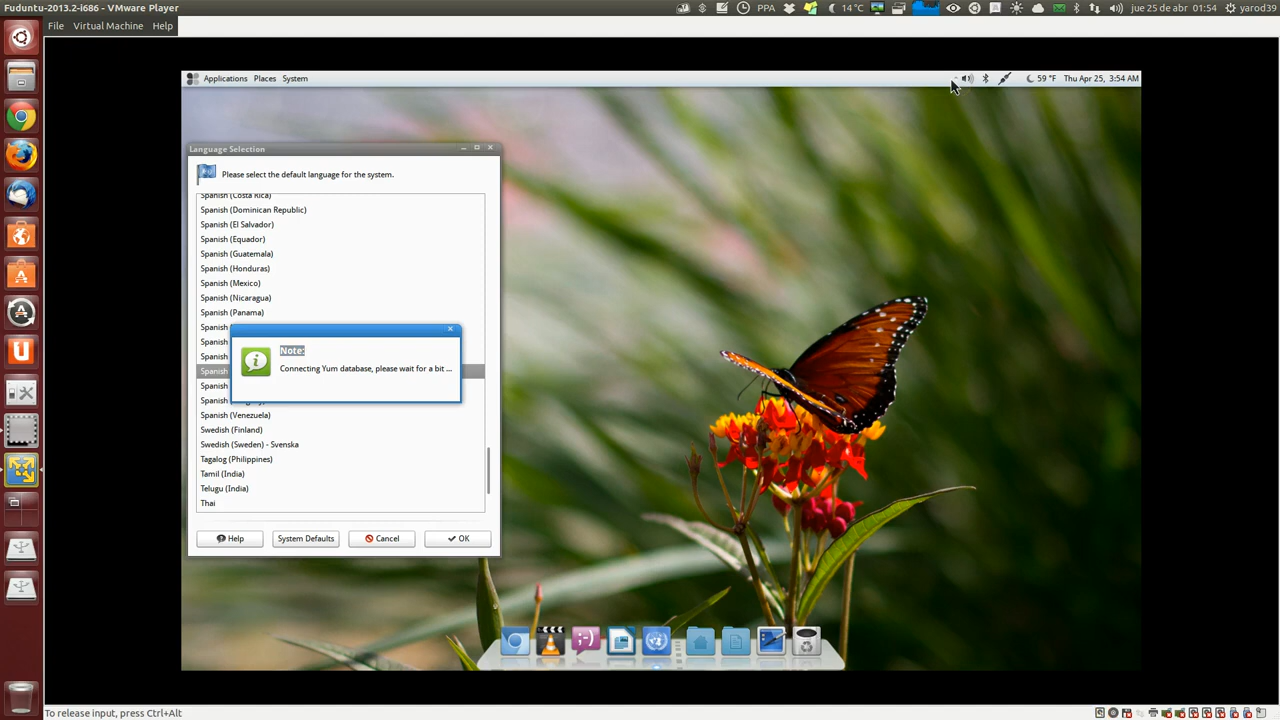 Fuduntu-2013.2-i686 - VMware Player
PPA
14 °C
jue 25 de abr
01:54
yarod39
File Virtual Machine Help
Applications Places System
59 °F Thu Apr 25, 3:54 AM
Language Selection
Please select the default language for the system.
Spanish (Costa Rica)
Spanish (Dominican Republic)
Spanish (El Salvador)
Spanish (Equador)
Spanish (Guatemala)
Spanish (Honduras)
Spanish (Mexico)
Spanish (Nicaragua)
Spanish (Panama)
Spanish
Spanish
Spanish
Spanish
Spanish
Spanish
Spanish (Venezuela)
Swedish (Finland)
Swedish (Sweden) - Svenska
Tagalog (Philippines)
Tamil (India)
Telugu (India)
Thai
Note:
Connecting Yum database, please wait for a bit ...
Help System Defaults Cancel OK
To release input, press Ctrl+Alt